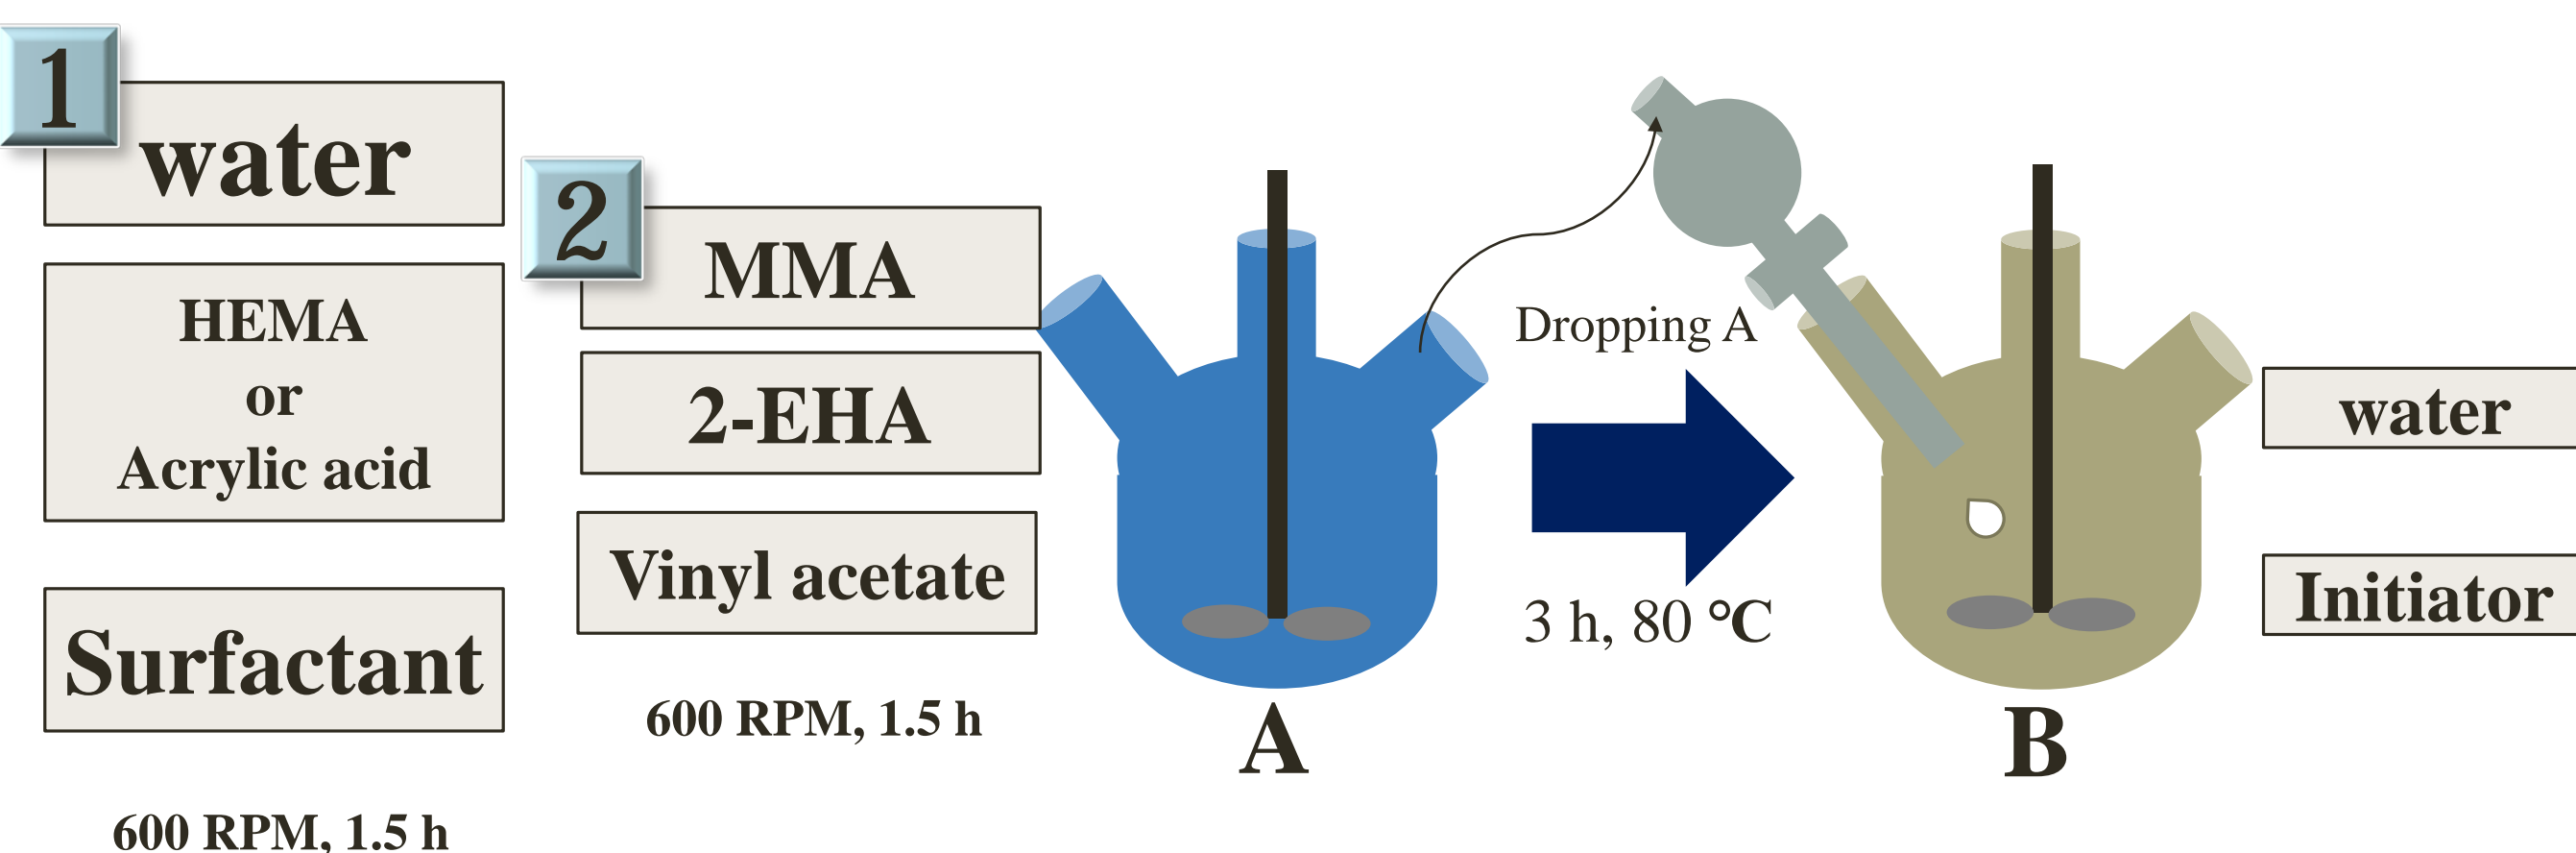 1
water
HEMA
or
Acrylic acid
Surfactant
600 RPM, 1.5 h
2
MMA
2-EHA
Vinyl acetate
600 RPM, 1.5 h
A
Dropping A
3 h, 80 °C
B
water
Initiator